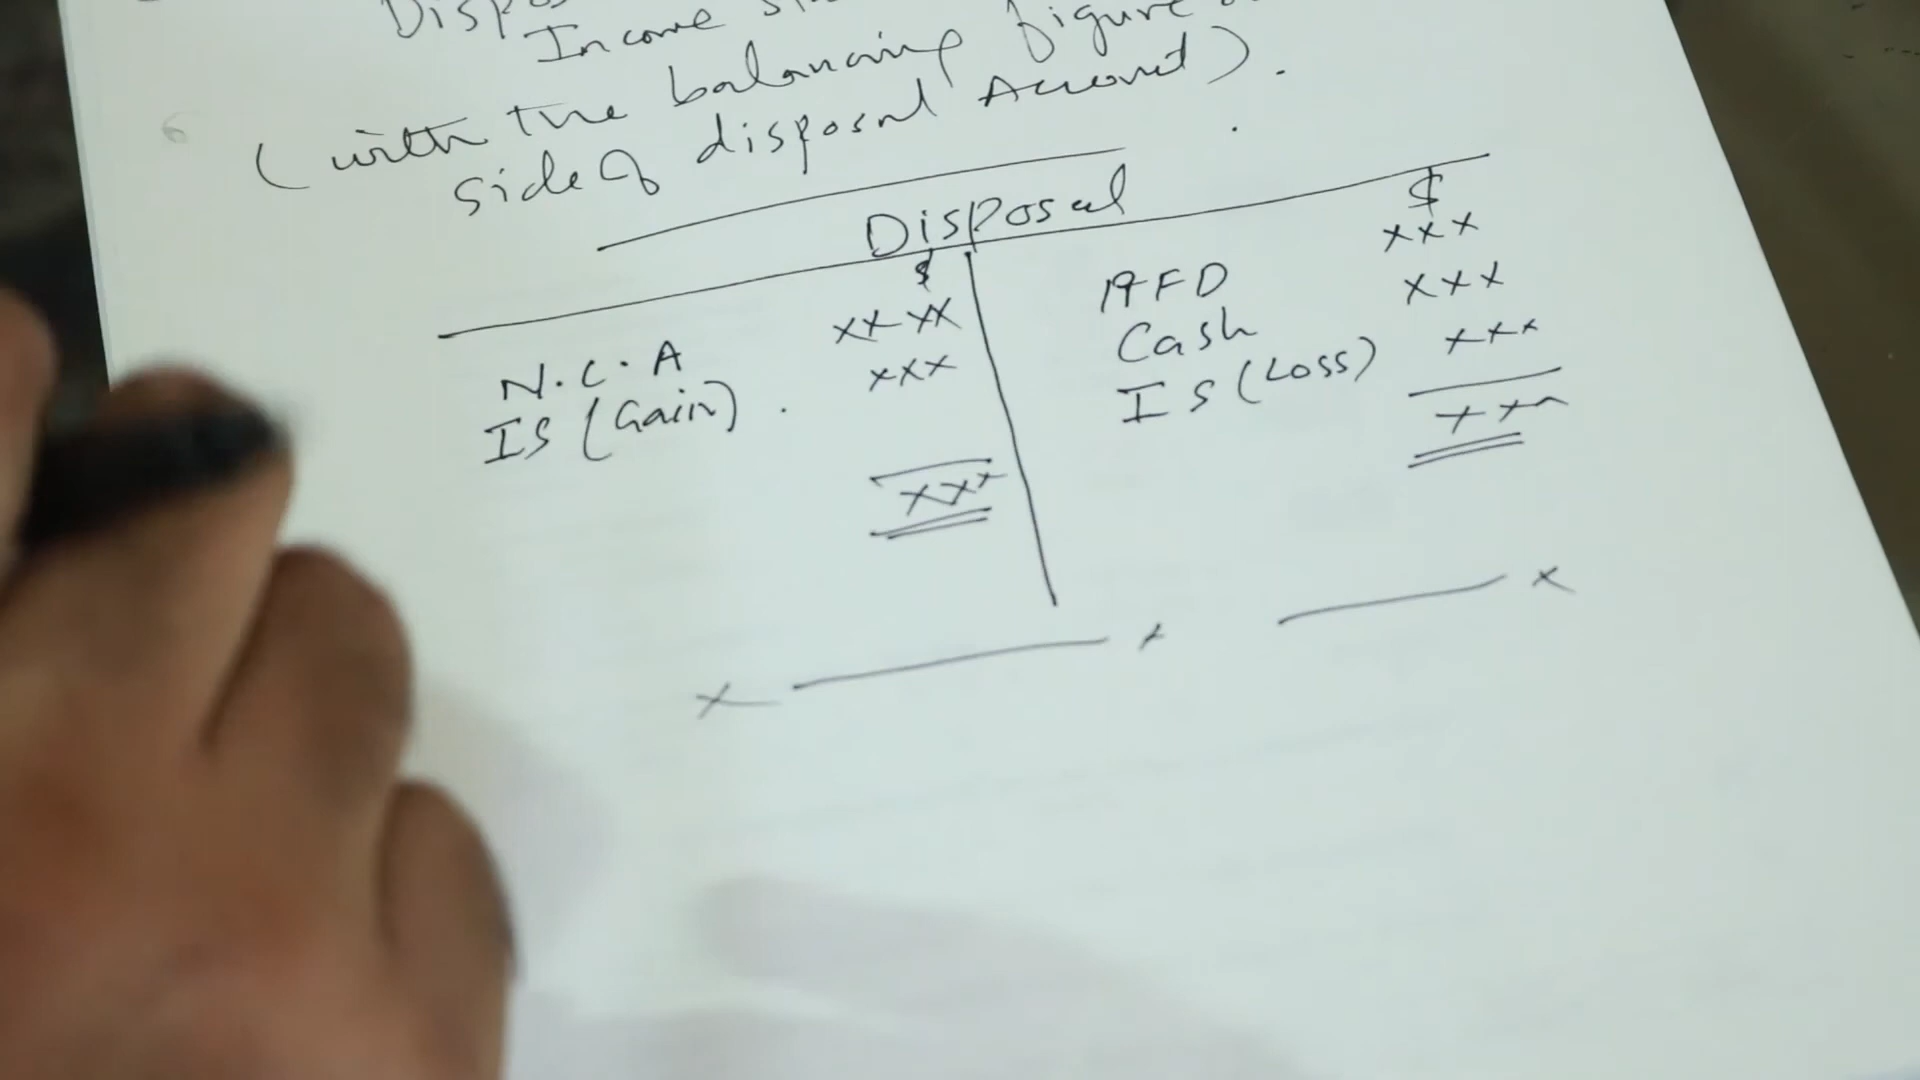 Income
(with the balancing figure
side of disposal Account).
Disposal
$ $
N.C.A xxxx PFD xxx
IS (Gain) . xxx Cash xxx
IS (Loss) xxx
xxx xxx
x x x